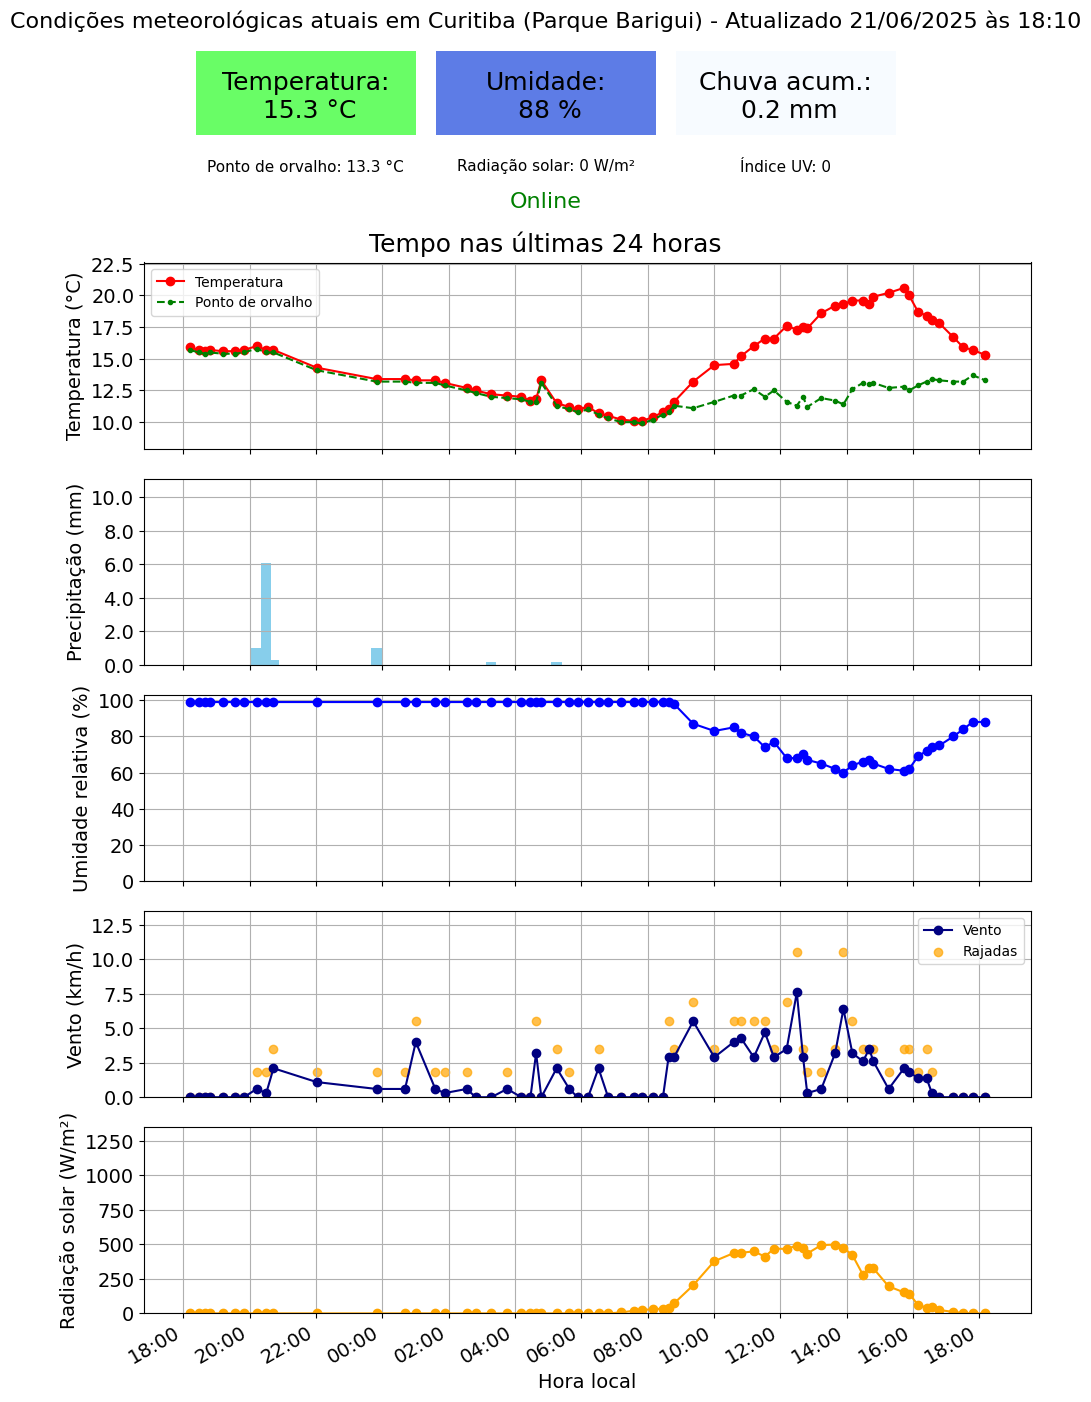 Condições meteorológicas atuais em Curitiba (Parque Barigui) - Atualizado 21/06/2025 às 18:10
Temperatura:
15.3 °C
Umidade:
88 %
Chuva acum.:
0.2 mm
Ponto de orvalho: 13.3 °C
Radiação solar: 0 W/m²
Índice UV: 0
Online
Tempo nas últimas 24 horas
Temperatura (°C)
22.5
20.0
17.5
15.0
12.5
10.0
Temperatura
Ponto de orvalho
Precipitação (mm)
10.0
8.0
6.0
4.0
2.0
0.0
Umidade relativa (%)
100
80
60
40
20
0
Vento (km/h)
12.5
10.0
7.5
5.0
2.5
0.0
Vento
Rajadas
Radiação solar (W/m²)
1250
1000
750
500
250
0
18:00
20:00
22:00
00:00
02:00
04:00
06:00
08:00
10:00
12:00
14:00
16:00
18:00
Hora local